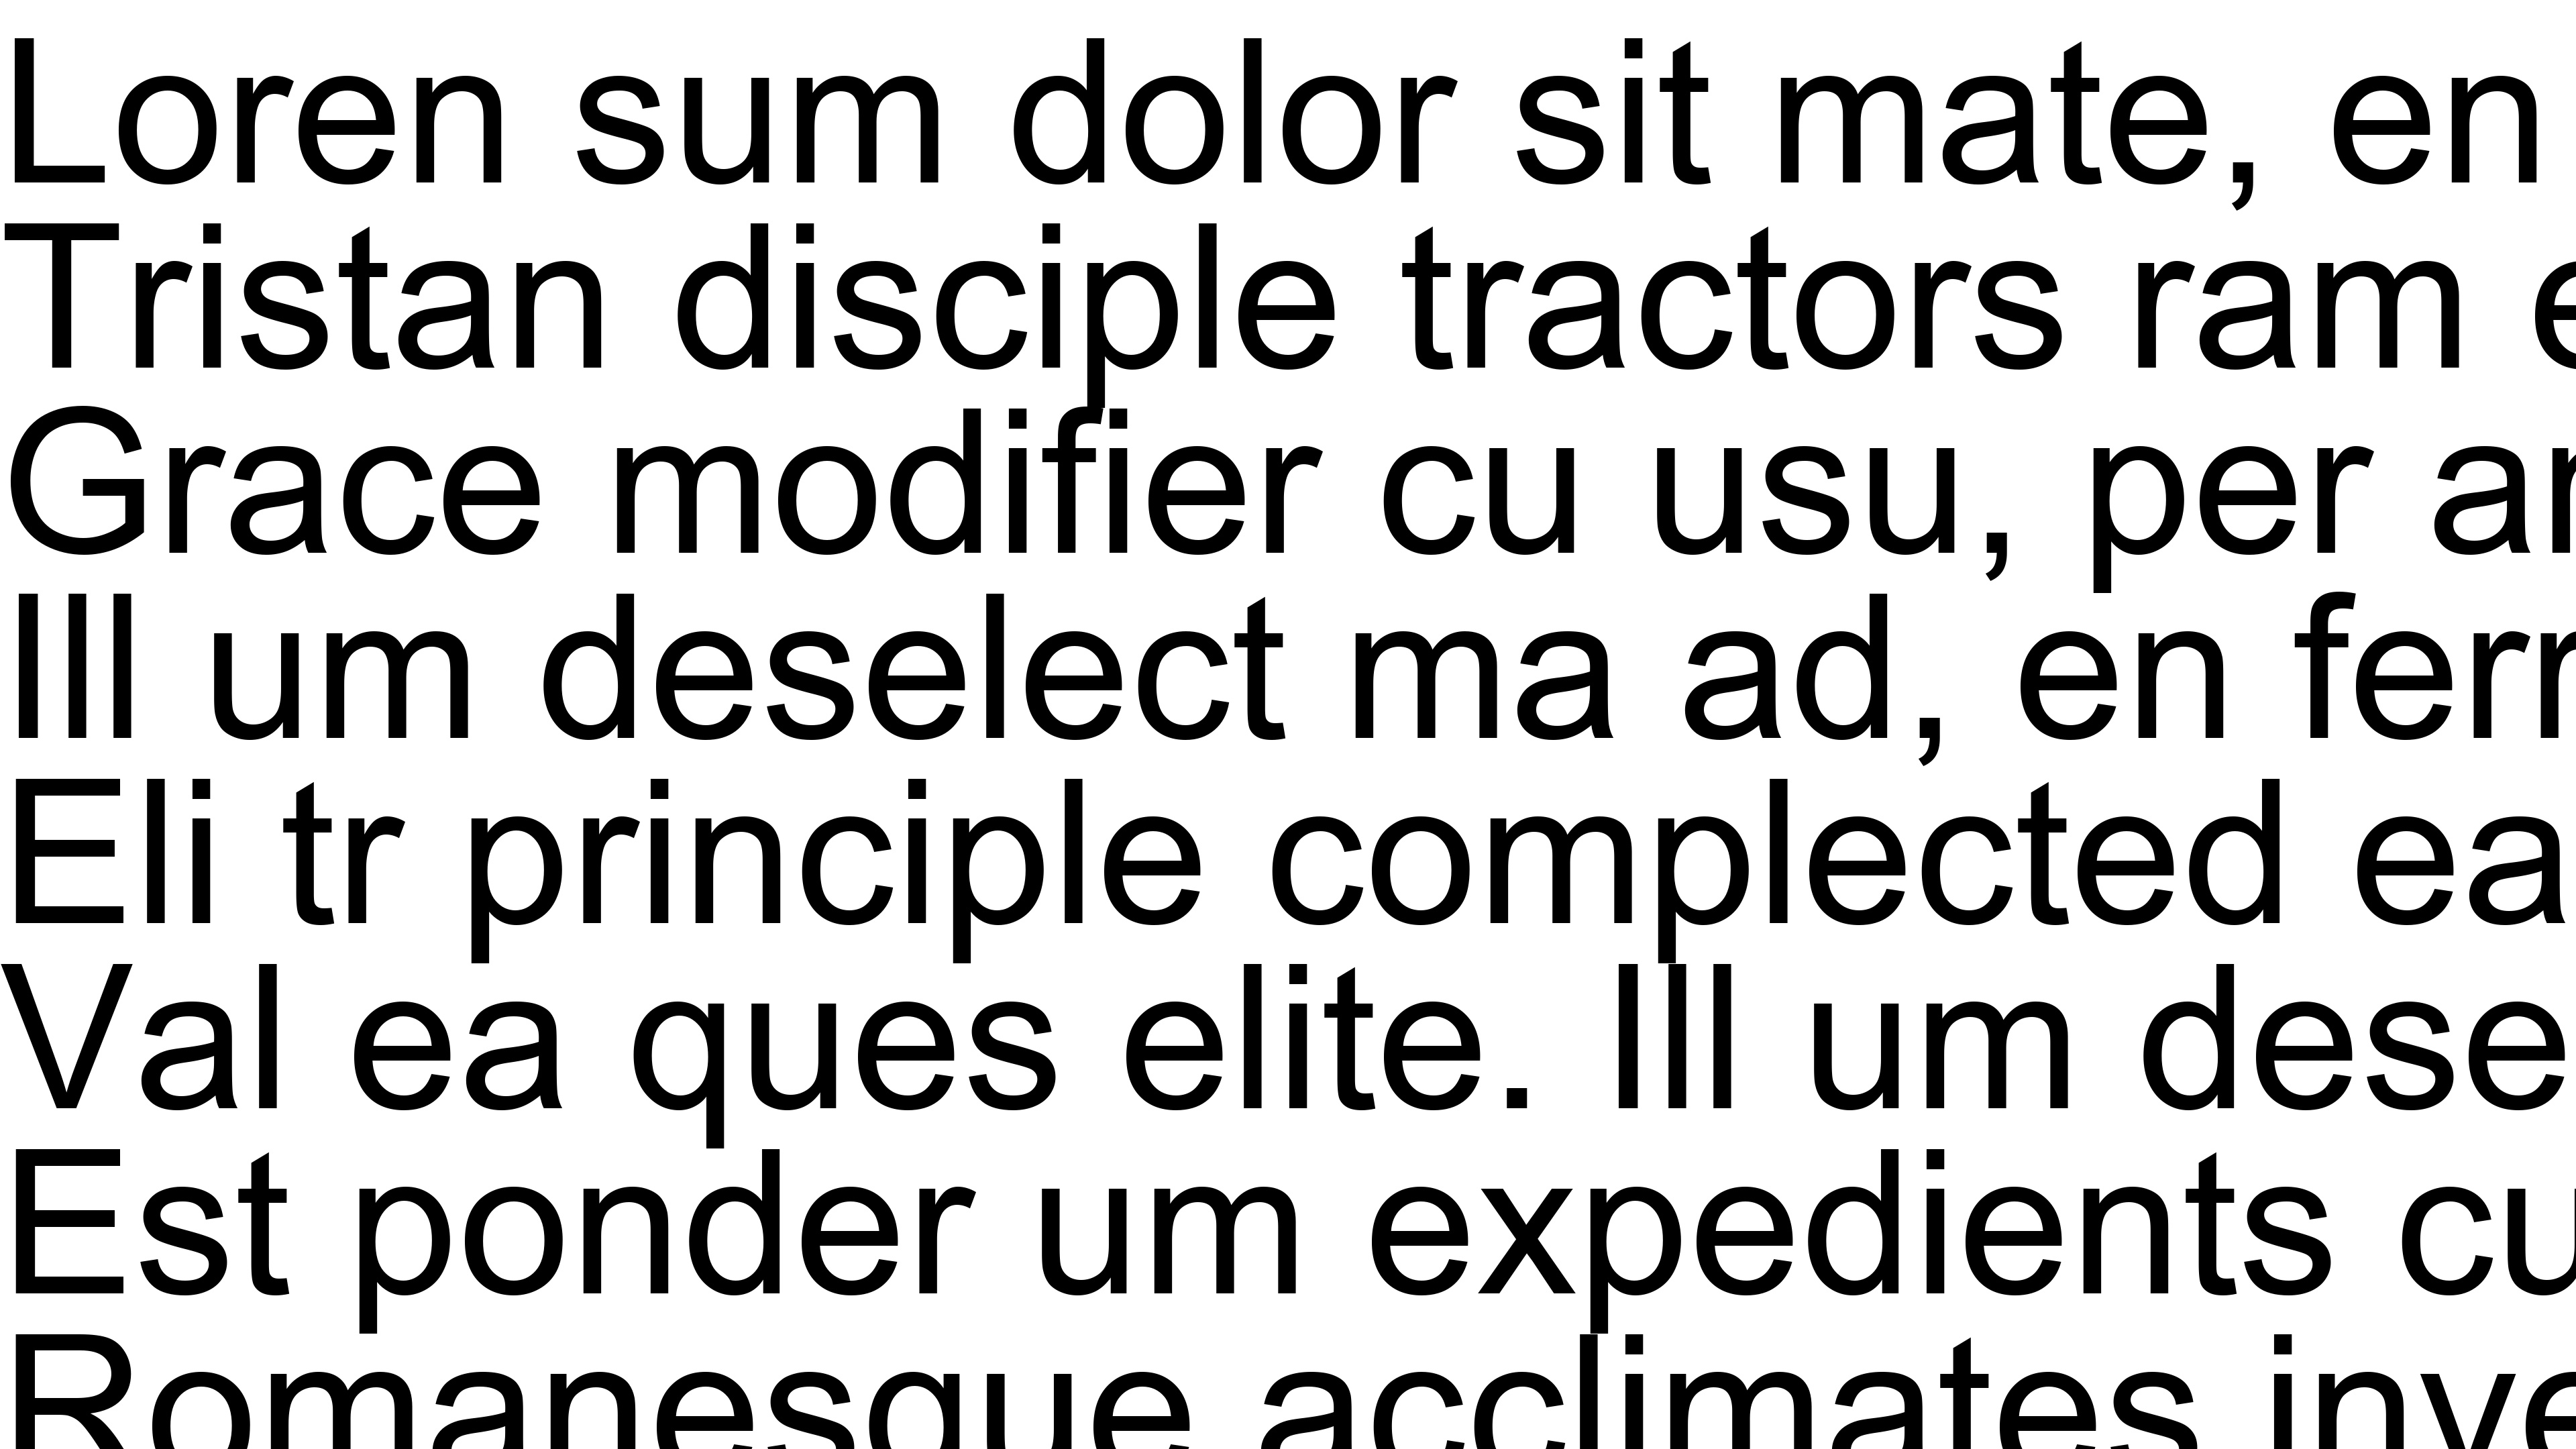 Loren sum dolor sit mate, en
Tristan disciple tractors ram e
Grace modifier cu usu, per ar
Ill um deselect ma ad, en ferr
Eli tr principle complected ea
Val ea ques elite. Ill um dese
Est ponder um expedients cu
Romanesque acclimates inve